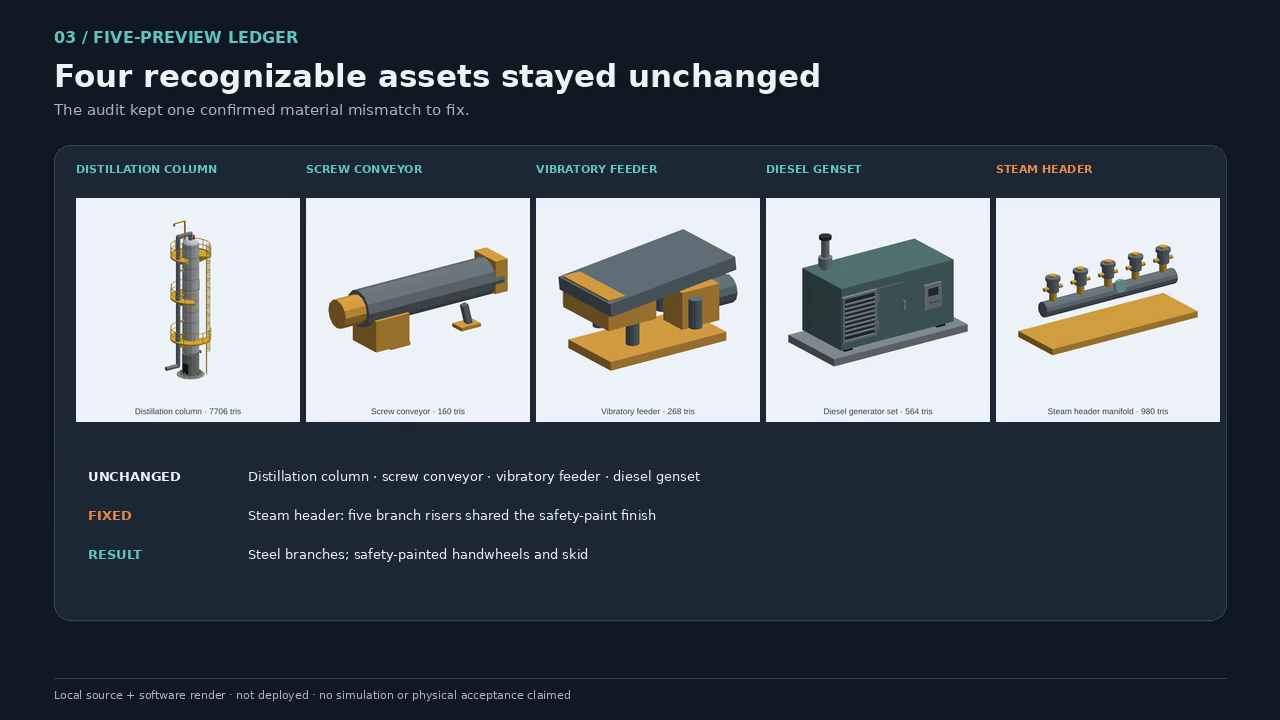 03 / FIVE-PREVIEW LEDGER
Four recognizable assets stayed unchanged
The audit kept one confirmed material mismatch to fix.
DISTILLATION COLUMN
SCREW CONVEYOR
VIBRATORY FEEDER
DIESEL GENSET
STEAM HEADER
Distillation column · 7706 tris
Screw conveyor · 160 tris
Vibratory feeder · 268 tris
Diesel generator set · 564 tris
Steam header manifold · 980 tris
UNCHANGED Distillation column · screw conveyor · vibratory feeder · diesel genset
FIXED Steam header: five branch risers shared the safety-paint finish
RESULT Steel branches; safety-painted handwheels and skid
Local source + software render · not deployed · no simulation or physical acceptance claimed